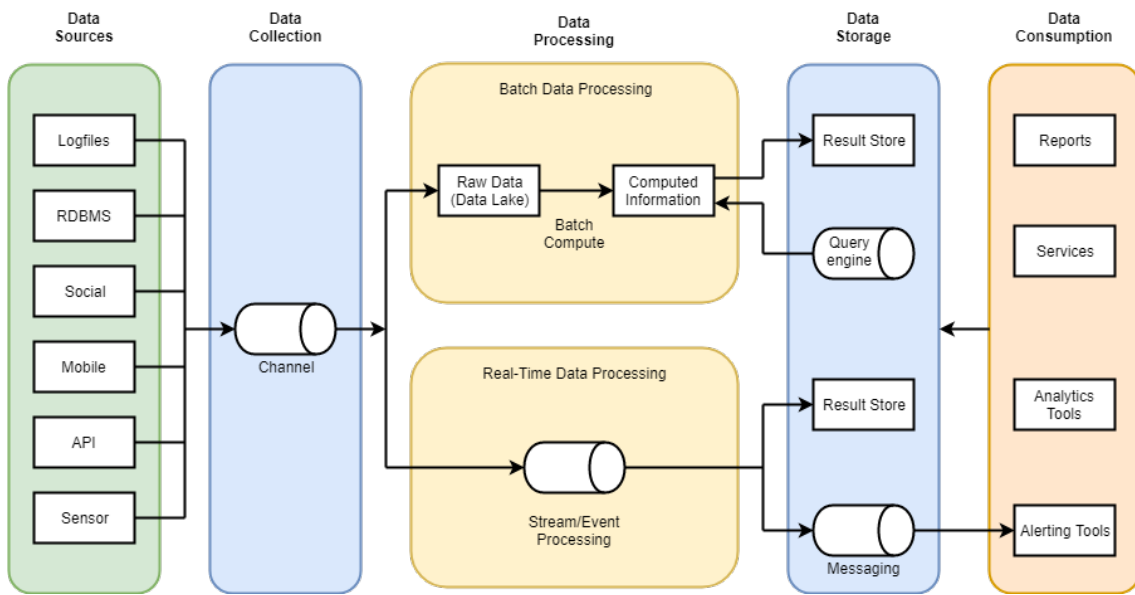 Data
Sources
Data
Collection
Data
Processing
Data
Storage
Data
Consumption
Logfiles
RDBMS
Social
Mobile
API
Sensor
Channel
Batch Data Processing
Raw Data
(Data Lake)
Computed
Information
Batch
Compute
Real-Time Data Processing
Stream/Event
Processing
Result Store
Query
engine
Result Store
Messaging
Reports
Services
Analytics
Tools
Alerting Tools